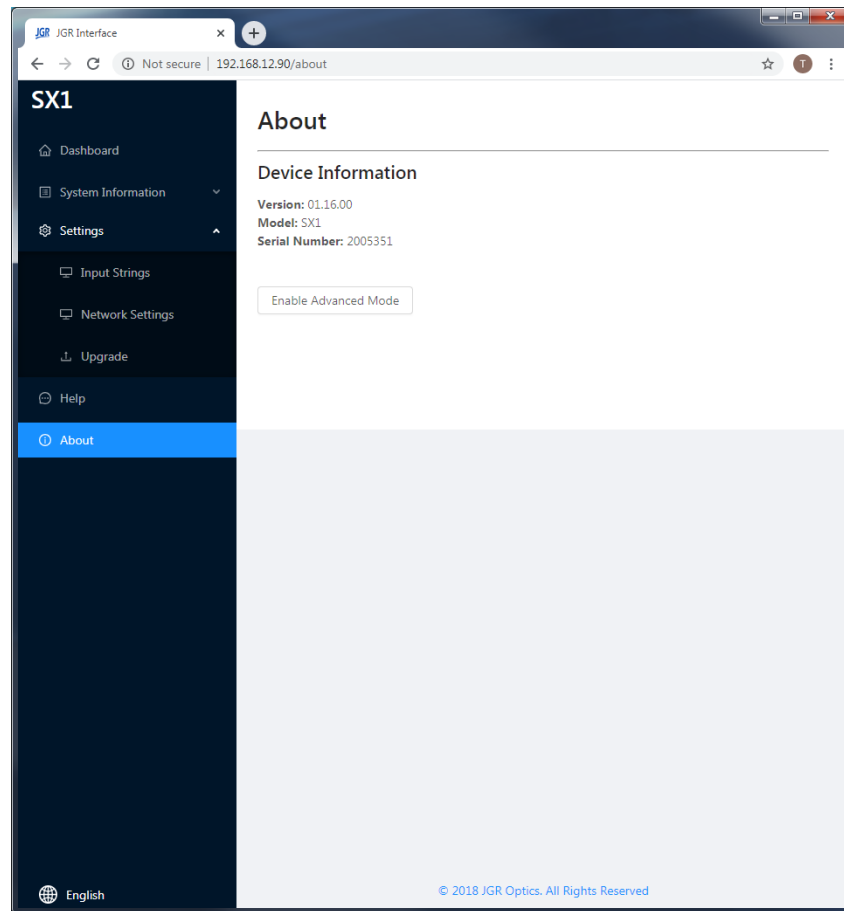 JGR JGR Interface
Not secure | 192.168.12.90/about
T
SX1
Dashboard
System Information
Settings
Input Strings
Network Settings
Upgrade
Help
About
English
About
Device Information
Version: 01.16.00
Model: SX1
Serial Number: 2005351
Enable Advanced Mode
© 2018 JGR Optics. All Rights Reserved